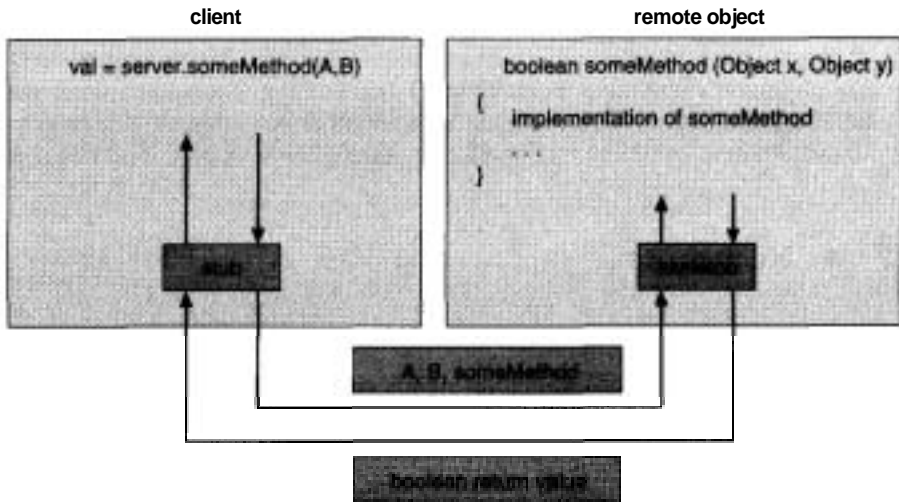 client
remote object
val = server.someMethod(A,B)
boolean someMethod (Object x, Object y)
{
implementation of someMethod
. . .
}
stub
skeleton
A, B, someMethod
boolean return value